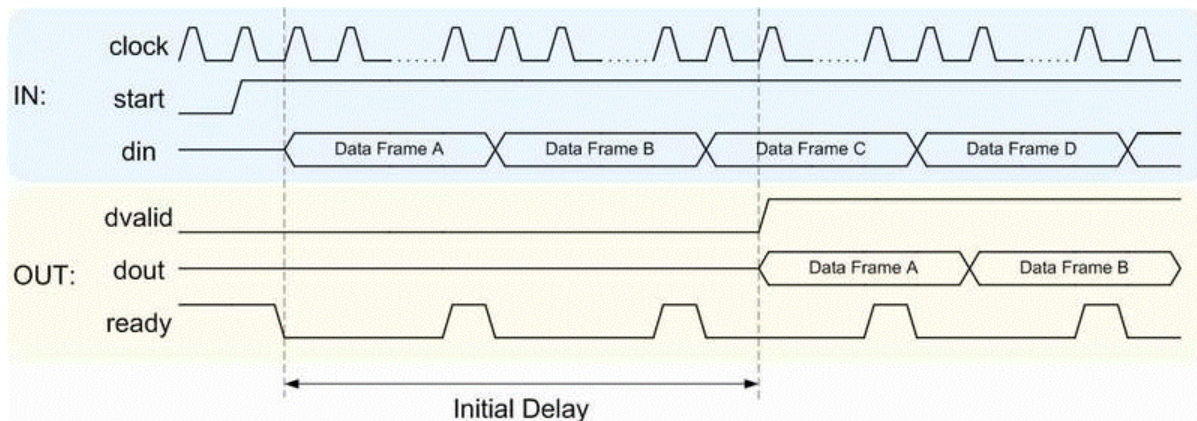 clock
IN:
start
din
Data Frame A
Data Frame B
Data Frame C
Data Frame D
dvalid
OUT:
dout
Data Frame A
Data Frame B
ready
Initial Delay